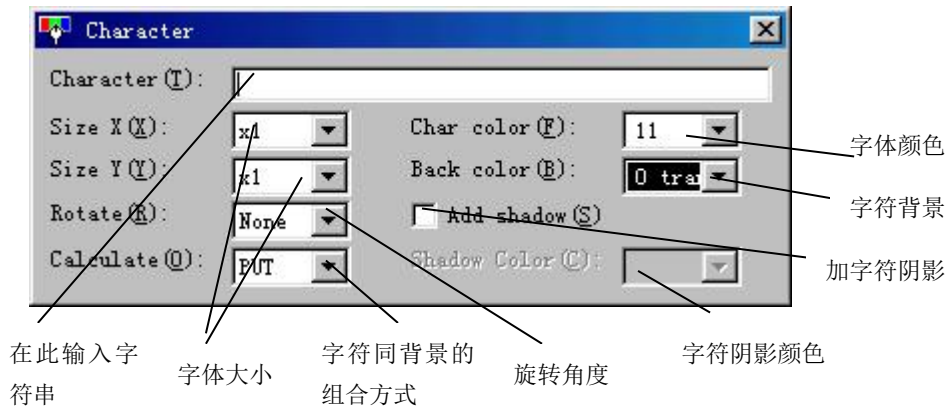 Character
Character(T):
Size X(X): x1 Char color(F): 11
Size Y(Y): x1 Back color(B): 0 tran
Rotate(R): None Add shadow(S)
Calculate(O): PUT Shadow Color(C):
字体颜色
字符背景
加字符阴影
在此输入字
符串
字体大小
字符同背景的
组合方式
旋转角度
字符阴影颜色